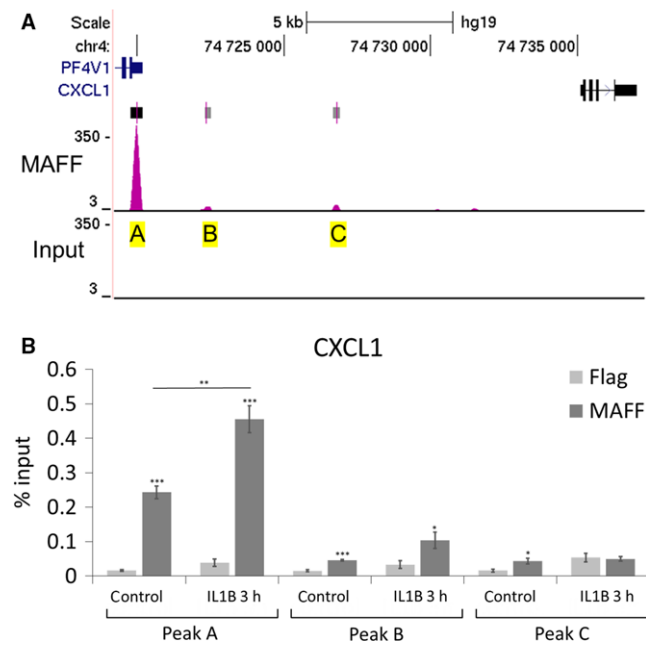 A
Scale 5 kb hg19
chr4: 74 725 000 74 730 000 74 735 000
PF4V1
CXCL1
350 -
MAFF
3 _
350 -
A B C
Input
3 _
B
CXCL1
0.6
Flag
**
0.5
MAFF
***
0.4
% input
0.3
***
0.2
0.1
*** * *
0
Control IL1B 3 h Control IL1B 3 h Control IL1B 3 h
Peak A Peak B Peak C